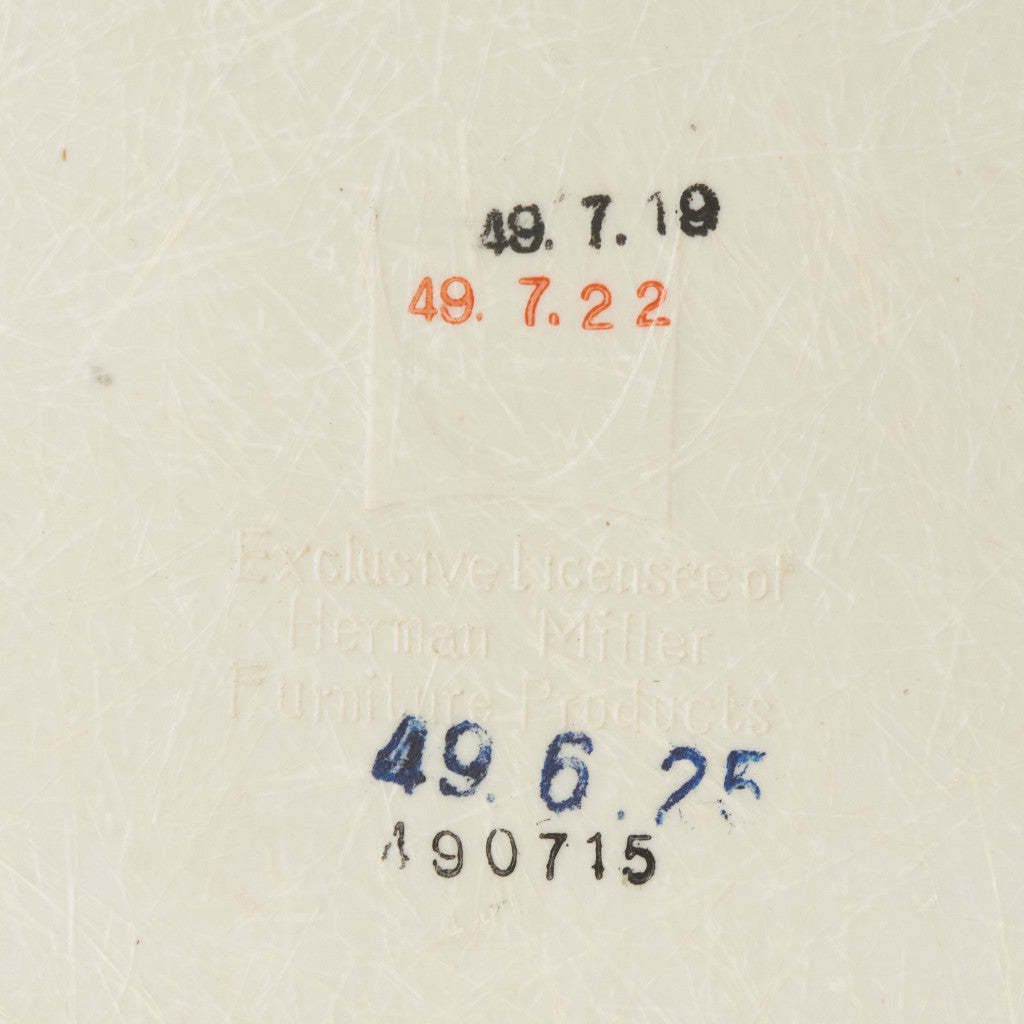 49.7.19
49.7.22
Exclusive Licensee of
Herman Miller
Furniture Products
49.6.25
490715